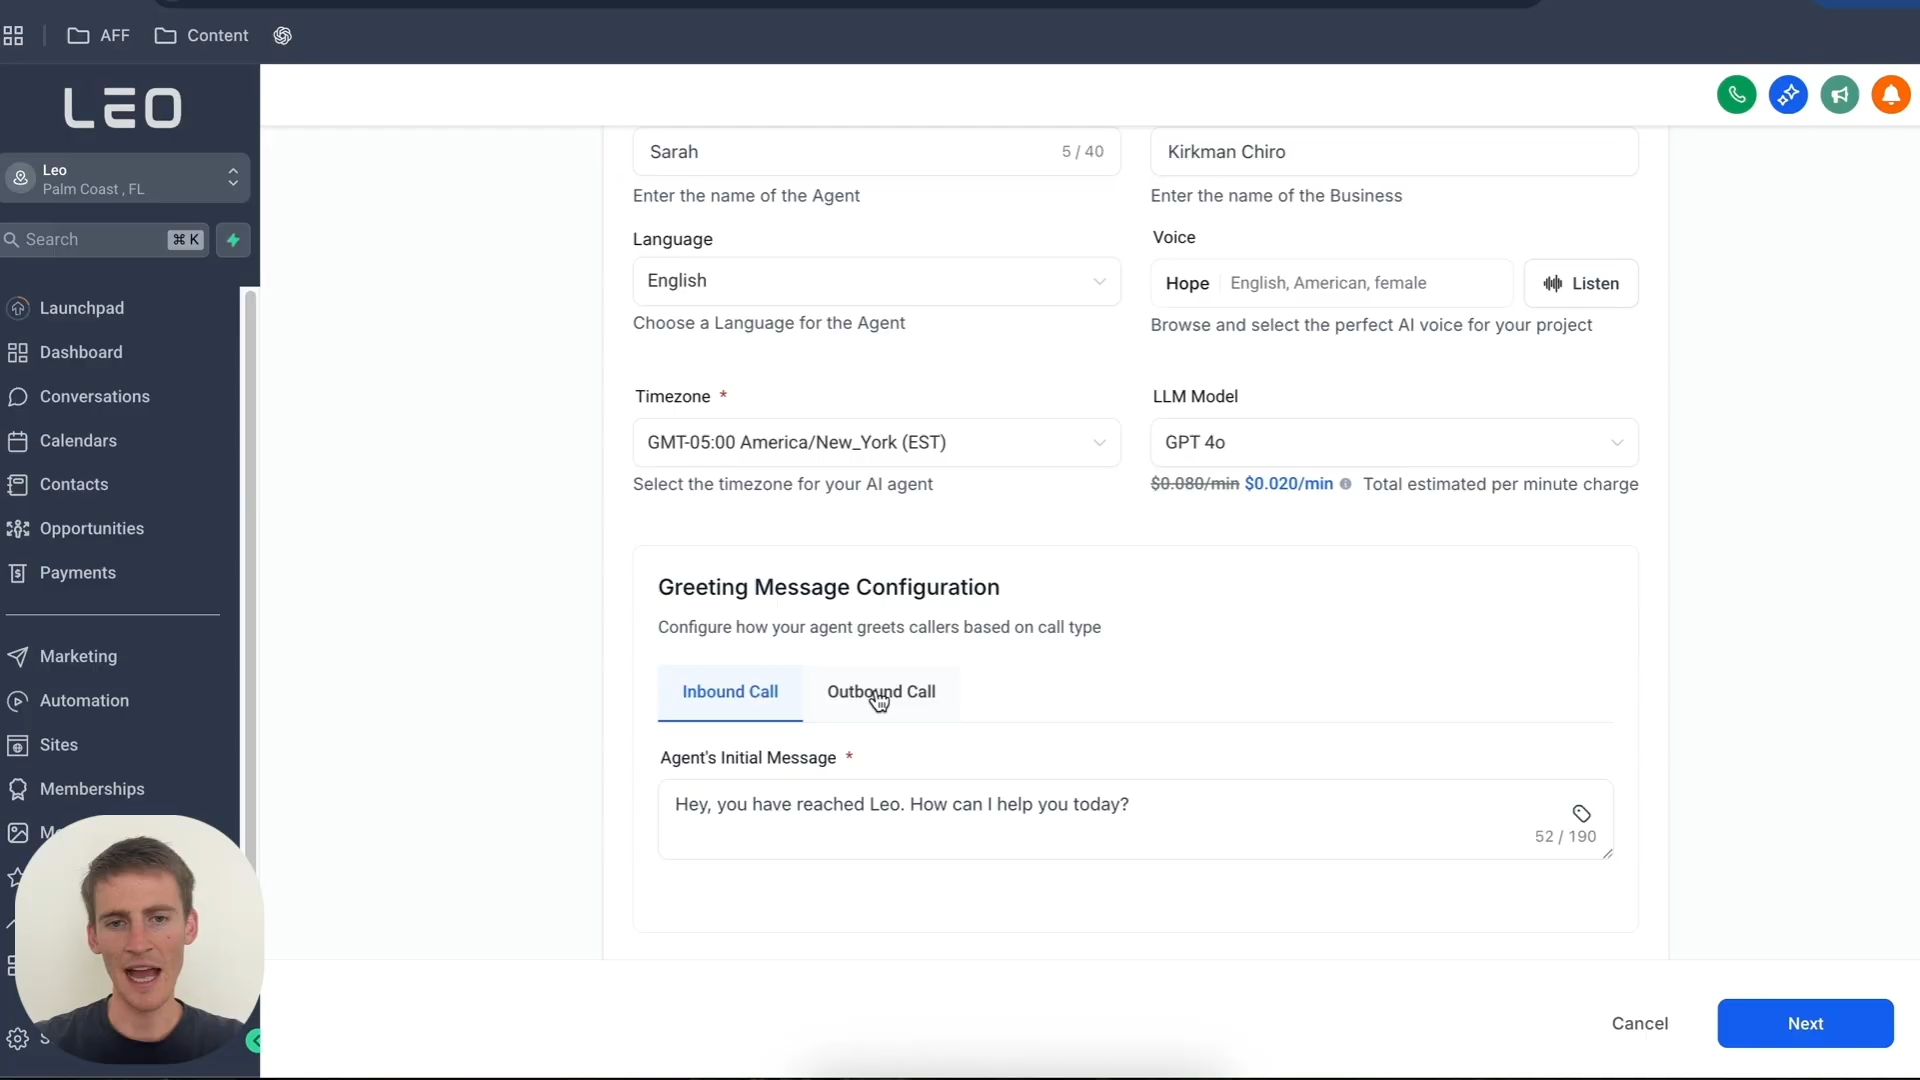 AFF
Content
LEO
Leo
Palm Coast , FL
Search
⌘ K
Launchpad
Dashboard
Conversations
Calendars
Contacts
Opportunities
Payments
Marketing
Automation
Sites
Memberships
Sarah
5 / 40
Kirkman Chiro
Enter the name of the Agent
Enter the name of the Business
Language
Voice
English
Hope
English, American, female
Listen
Choose a Language for the Agent
Browse and select the perfect AI voice for your project
Timezone *
LLM Model
GMT-05:00 America/New_York (EST)
GPT 4o
Select the timezone for your AI agent
$0.080/min $0.020/min Total estimated per minute charge
Greeting Message Configuration
Configure how your agent greets callers based on call type
Inbound Call
Outbound Call
Agent's Initial Message *
Hey, you have reached Leo. How can I help you today?
52 / 190
Cancel
Next